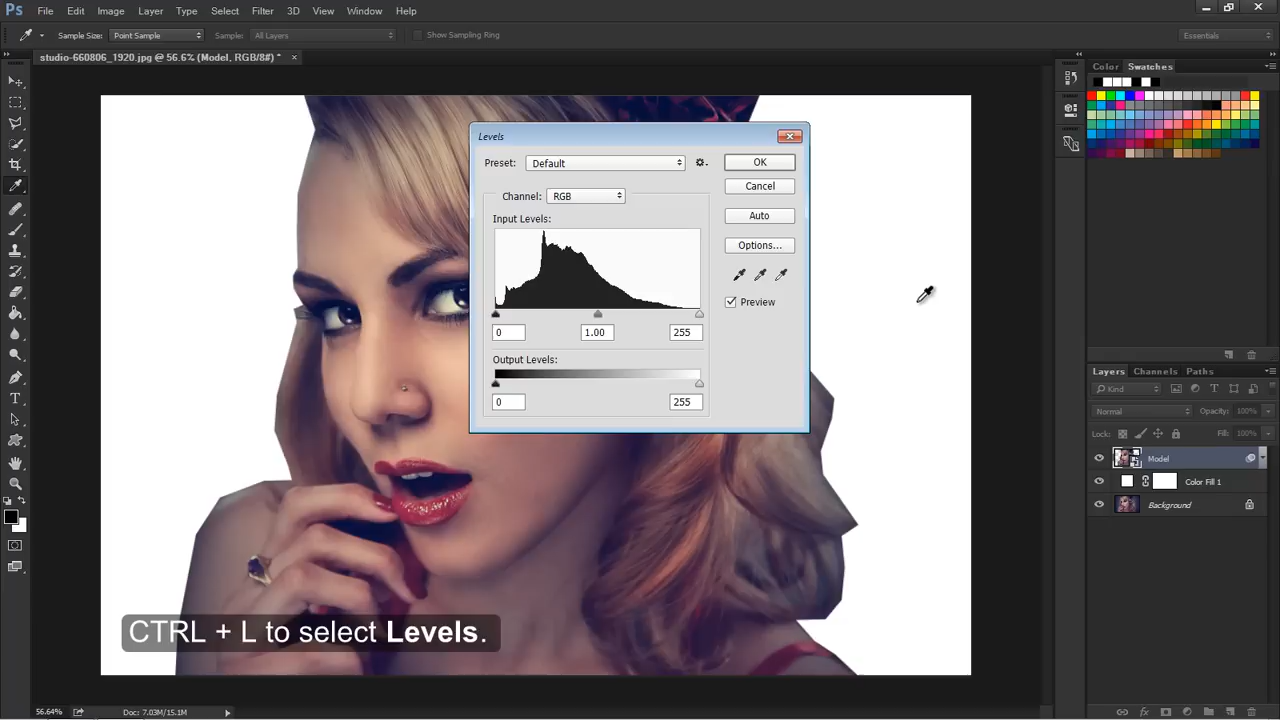 Ps File Edit Image Layer Type Select Filter 3D View Window Help
Sample Size: Point Sample Sample: All Layers Show Sampling Ring Essentials
studio-660806_1920.jpg @ 56.6% (Model, RGB/8#) * ×
Color Swatches
Levels
Preset: Default OK
Cancel
Channel: RGB
Auto
Input Levels:
Options...
Preview
0 1.00 255
Output Levels:
0 255
Layers Channels Paths
Kind
Normal Opacity: 100%
Lock: Fill: 100%
Model
Color Fill 1
Background
CTRL + L to select Levels.
56.64% Doc: 7.03M/15.1M